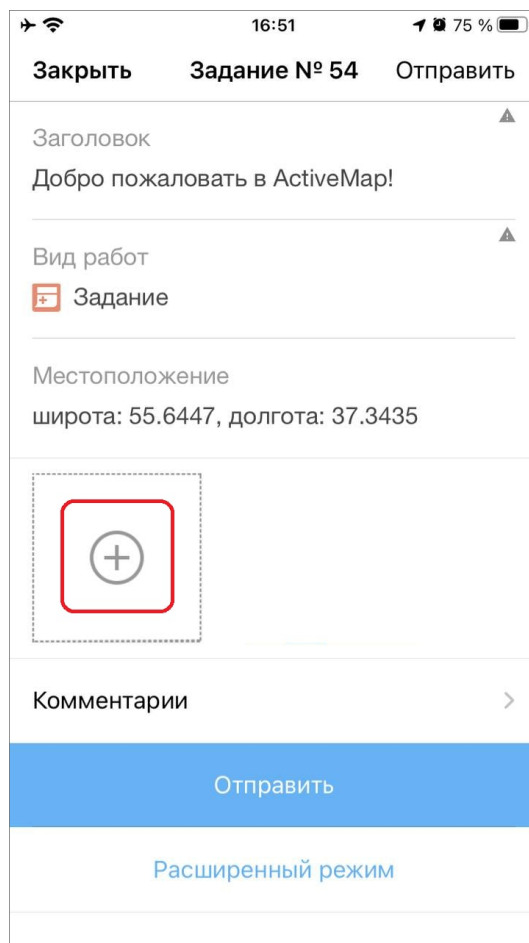 16:51
75 %
Закрыть Задание № 54 Отправить
Заголовок
Добро пожаловать в ActiveMap!
Вид работ
Задание
Местоположение
широта: 55.6447, долгота: 37.3435
Комментарии
Отправить
Расширенный режим